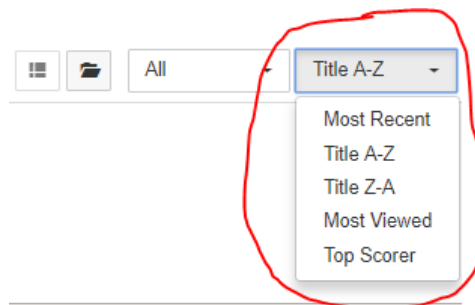 All
Title A-Z
Most Recent
Title A-Z
Title Z-A
Most Viewed
Top Scorer